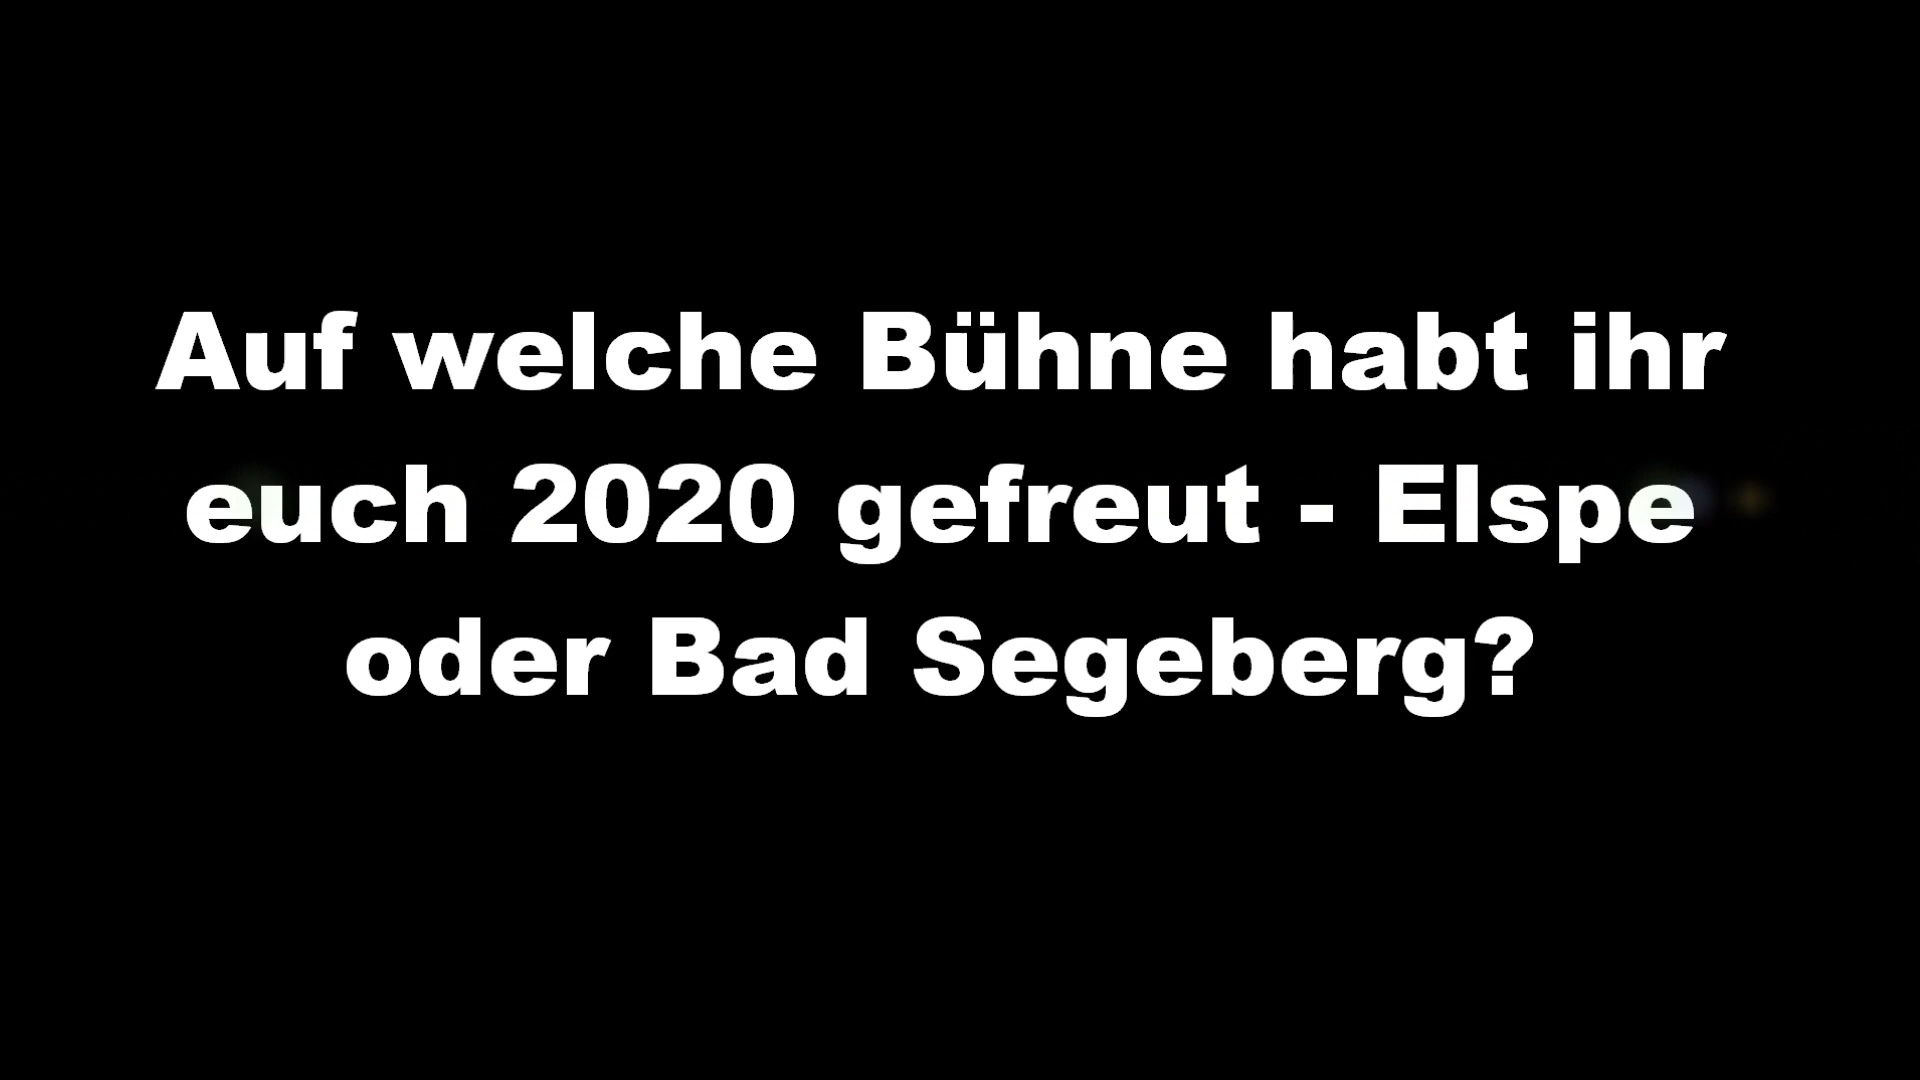 Auf welche Bühne habt ihr
euch 2020 gefreut - Elspe
oder Bad Segeberg?